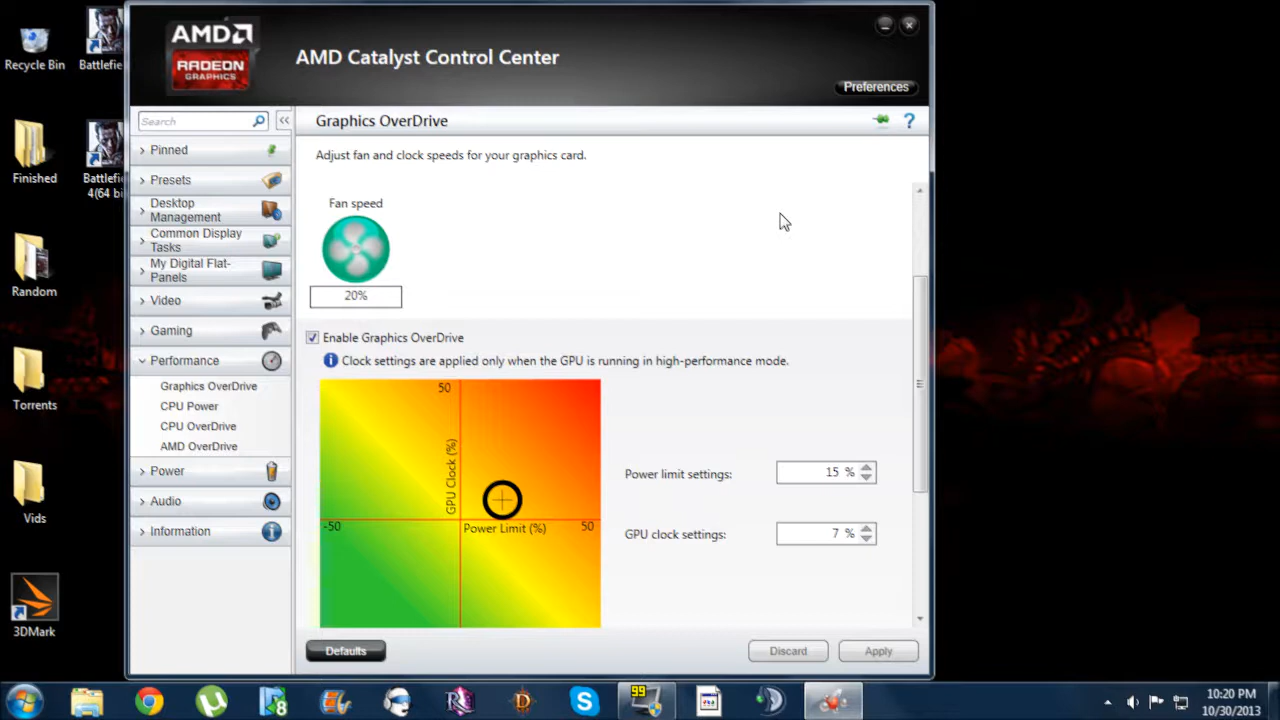 Recycle Bin
Battlefie
Finished
Battlefie
4(64 bi
Random
Torrents
Vids
3DMark
AMD
RADEON
GRAPHICS
AMD Catalyst Control Center
Preferences
Search
<<
Pinned
Presets
Desktop
Management
Common Display
Tasks
My Digital Flat-
Panels
Video
Gaming
Performance
Graphics OverDrive
CPU Power
CPU OverDrive
AMD OverDrive
Power
Audio
Information
Graphics OverDrive
?
Adjust fan and clock speeds for your graphics card.
Fan speed
20%
Enable Graphics OverDrive
Clock settings are applied only when the GPU is running in high-performance mode.
50
GPU Clock (%)
-50
Power Limit (%)
50
Power limit settings:
15 %
GPU clock settings:
7 %
Defaults
Discard
Apply
8
99
10:20 PM
10/30/2013